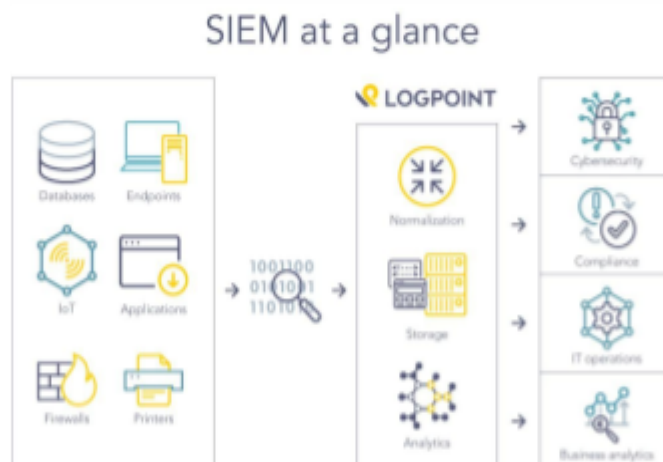 SIEM at a glance
Databases
Endpoints
IoT
Applications
Firewalls
Printers
1001100
0101001
110101
LOGPOINT
Normalization
Storage
Analytics
Cybersecurity
Compliance
IT operations
Business analytics